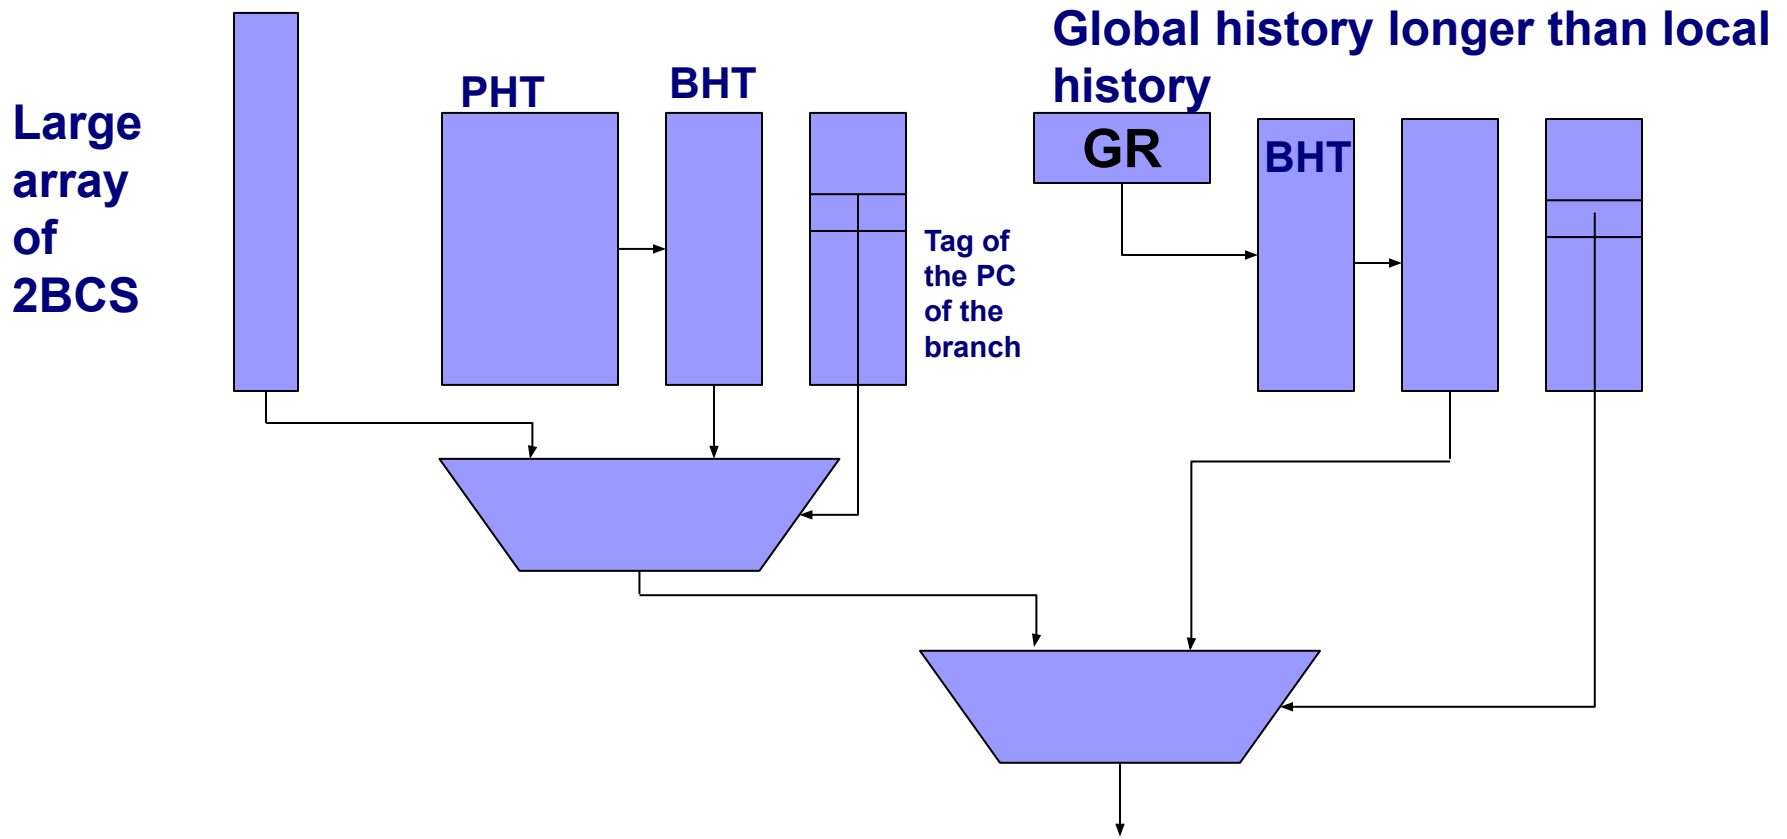 Large
array
of
2BCS
PHT
BHT
Tag of
the PC
of the
branch
Global history longer than local
history
GR
BHT